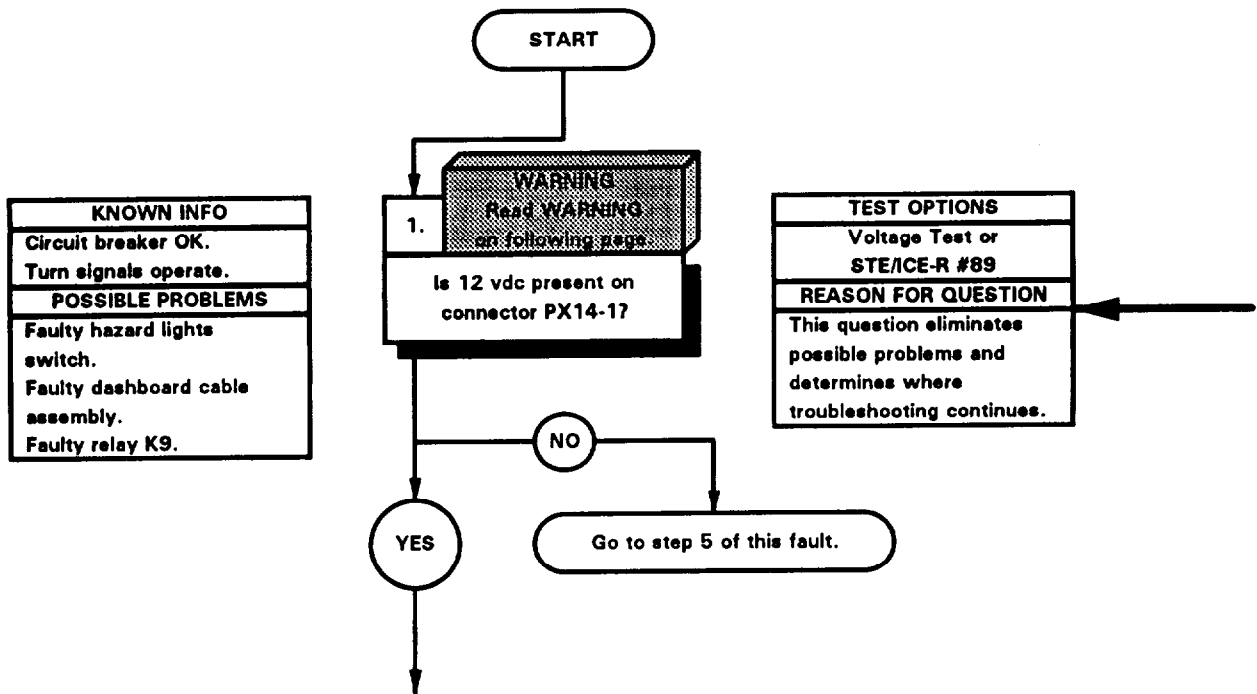 START
KNOWN INFO
Circuit breaker OK.
Turn signals operate.
POSSIBLE PROBLEMS
Faulty hazard lights
switch.
Faulty dashboard cable
assembly.
Faulty relay K9.
1.
WARNING
Read WARNING
on following page.
Is 12 vdc present on
connector PX14-1?
TEST OPTIONS
Voltage Test or
STE/ICE-R #89
REASON FOR QUESTION
This question eliminates
possible problems and
determines where
troubleshooting continues.
NO
YES
Go to step 5 of this fault.